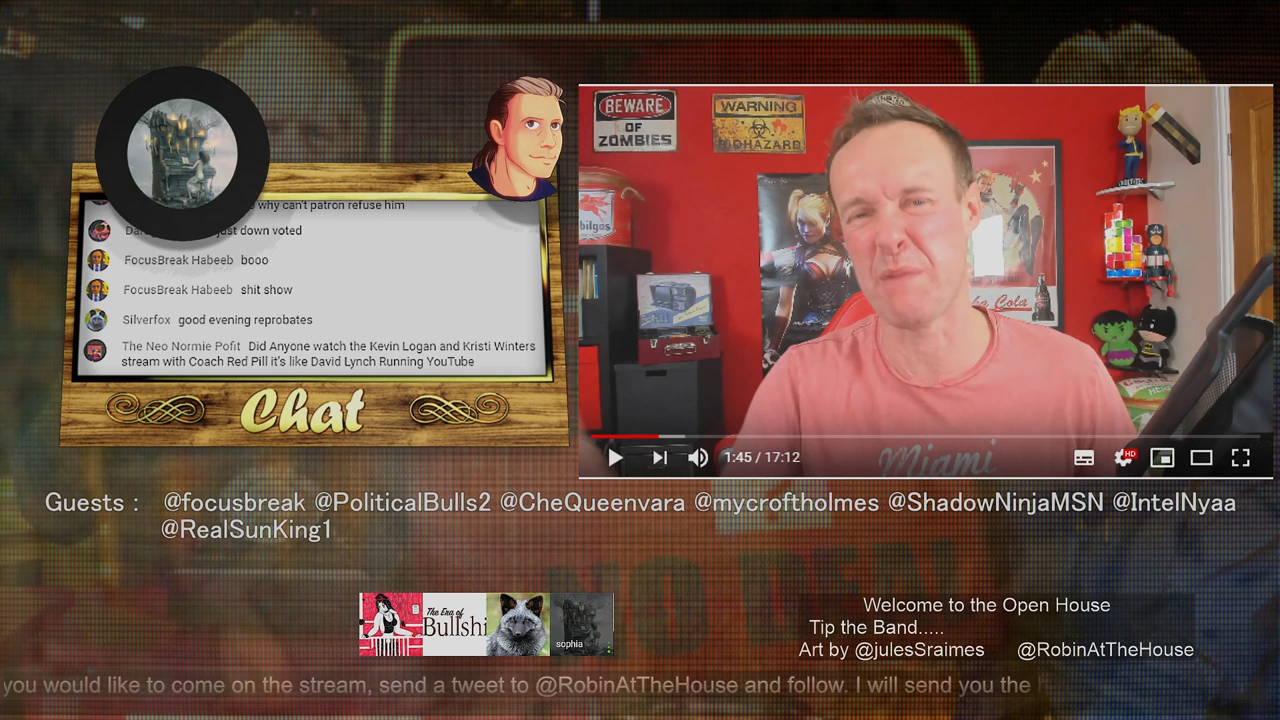 why can't patron refuse him
just down voted
FocusBreak Habeeb booo
FocusBreak Habeeb shit show
Silverfox good evening reprobates
The Neo Normie Pofit Did Anyone watch the Kevin Logan and Kristi Winters
stream with Coach Red Pill it's like David Lynch Running YouTube
Chat
BEWARE
OF
ZOMBIES
WARNING
BIOHAZARD
Cola
Miami
1:45 / 17:12
HD
Guests : @focusbreak @PoliticalBulls2 @CheQueenvara @mycroftholmes @ShadowNinjaMSN @IntelNyaa
@RealSunKing1
NO DEAL
The Era of
Bullshi
sophia
Welcome to the Open House
Tip the Band.....
Art by @julesSraimes @RobinAtTheHouse
you would like to come on the stream, send a tweet to @RobinAtTheHouse and follow. I will send you the